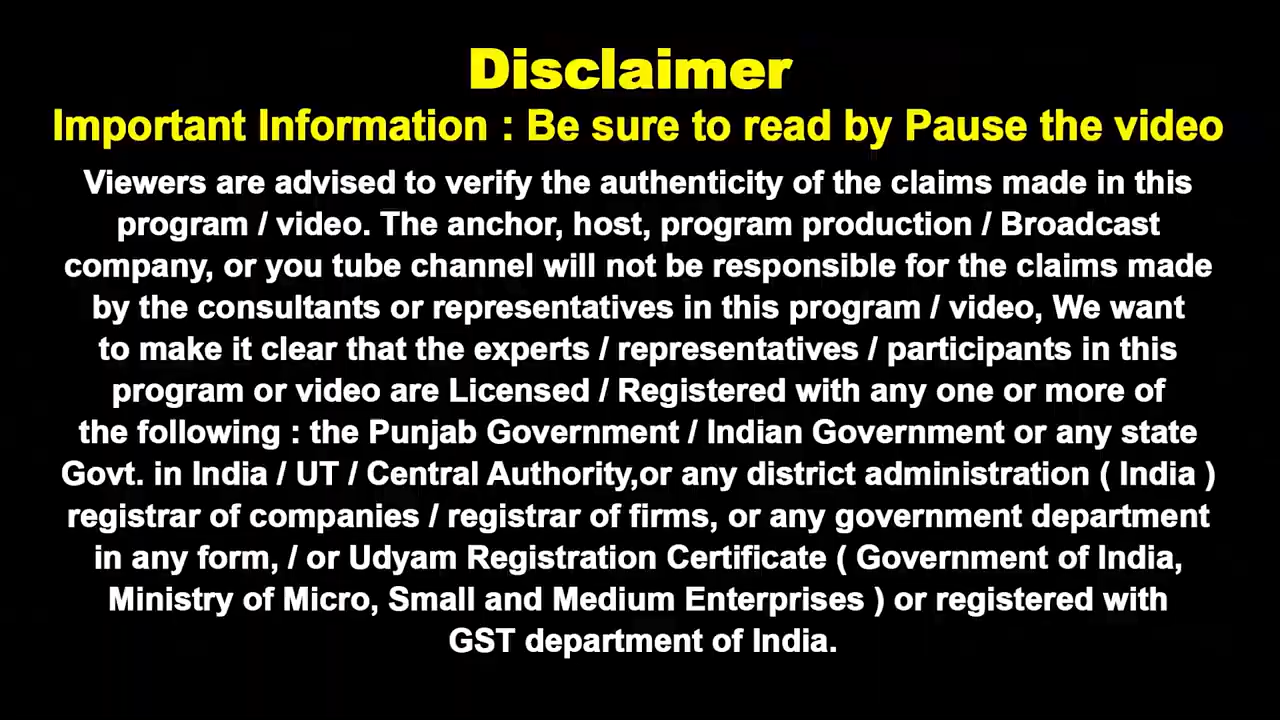 Disclaimer
Important Information : Be sure to read by Pause the video
Viewers are advised to verify the authenticity of the claims made in this
program / video. The anchor, host, program production / Broadcast
company, or you tube channel will not be responsible for the claims made
by the consultants or representatives in this program / video, We want
to make it clear that the experts / representatives / participants in this
program or video are Licensed / Registered with any one or more of
the following : the Punjab Government / Indian Government or any state
Govt. in India / UT / Central Authority,or any district administration ( India )
registrar of companies / registrar of firms, or any government department
in any form, / or Udyam Registration Certificate ( Government of India,
Ministry of Micro, Small and Medium Enterprises ) or registered with
GST department of India.